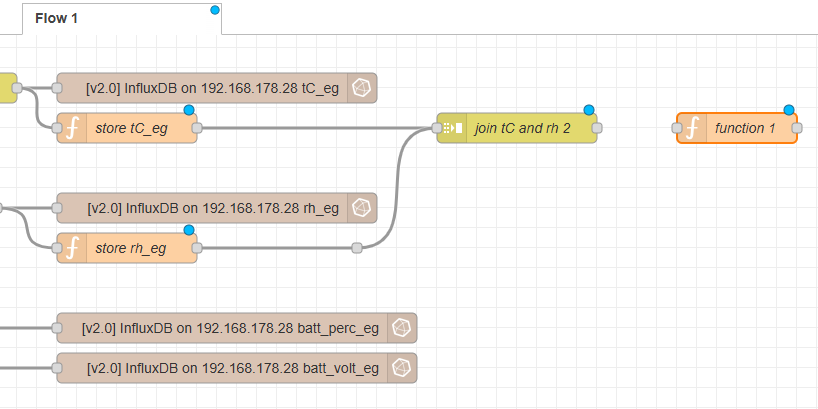 Flow 1
[v2.0] InfluxDB on 192.168.178.28 tC_eg
store tC_eg
join tC and rh 2
function 1
[v2.0] InfluxDB on 192.168.178.28 rh_eg
store rh_eg
[v2.0] InfluxDB on 192.168.178.28 batt_perc_eg
[v2.0] InfluxDB on 192.168.178.28 batt_volt_eg